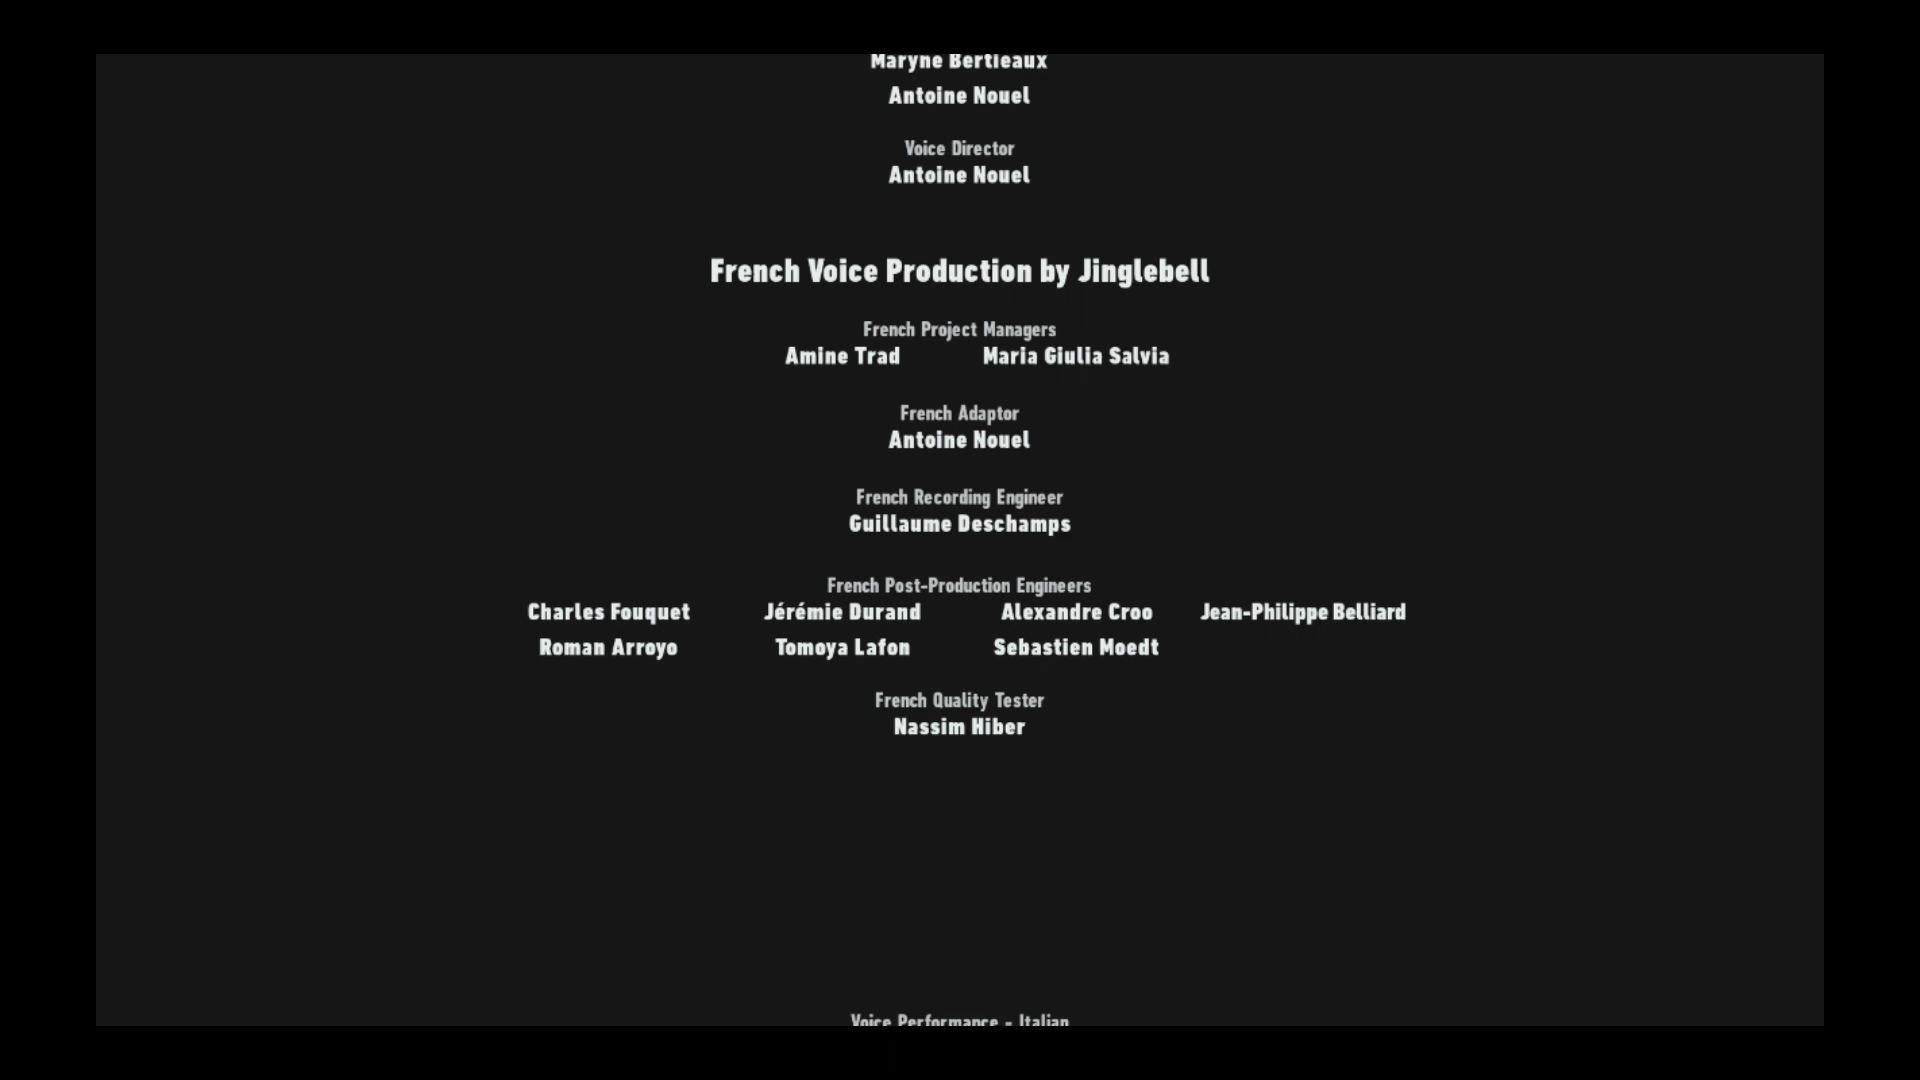 Maryne Bertieaux
Antoine Nouel
Voice Director
Antoine Nouel
French Voice Production by Jinglebell
French Project Managers
Amine Trad Maria Giulia Salvia
French Adaptor
Antoine Nouel
French Recording Engineer
Guillaume Deschamps
French Post-Production Engineers
Charles Fouquet Jérémie Durand Alexandre Croo Jean-Philippe Belliard
Roman Arroyo Tomoya Lafon Sebastien Moedt
French Quality Tester
Nassim Hiber
Voice Performance - Italian